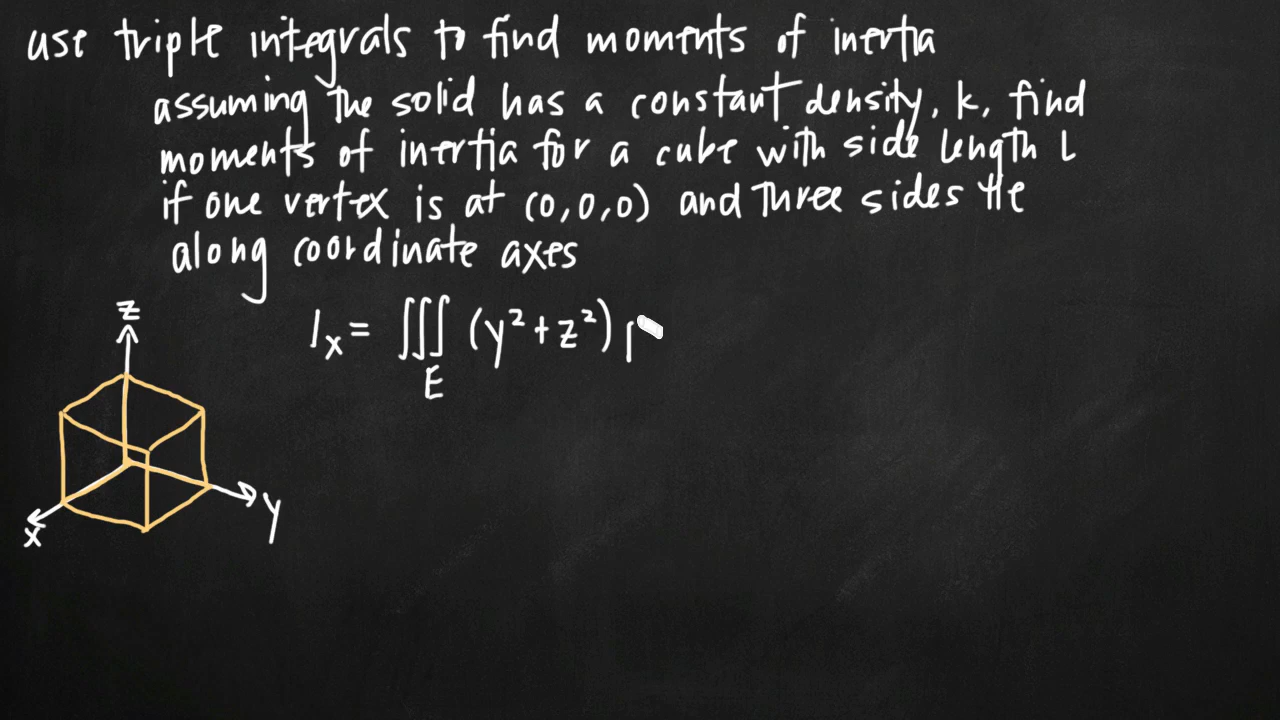 use triple integrals to find moments of inertia
assuming the solid has a constant density, k, find
moments of inertia for a cube with side length L
if one vertex is at (0,0,0) and three sides lie
along coordinate axes
z
Ix = ∭ (y² + z²)
E
y
x